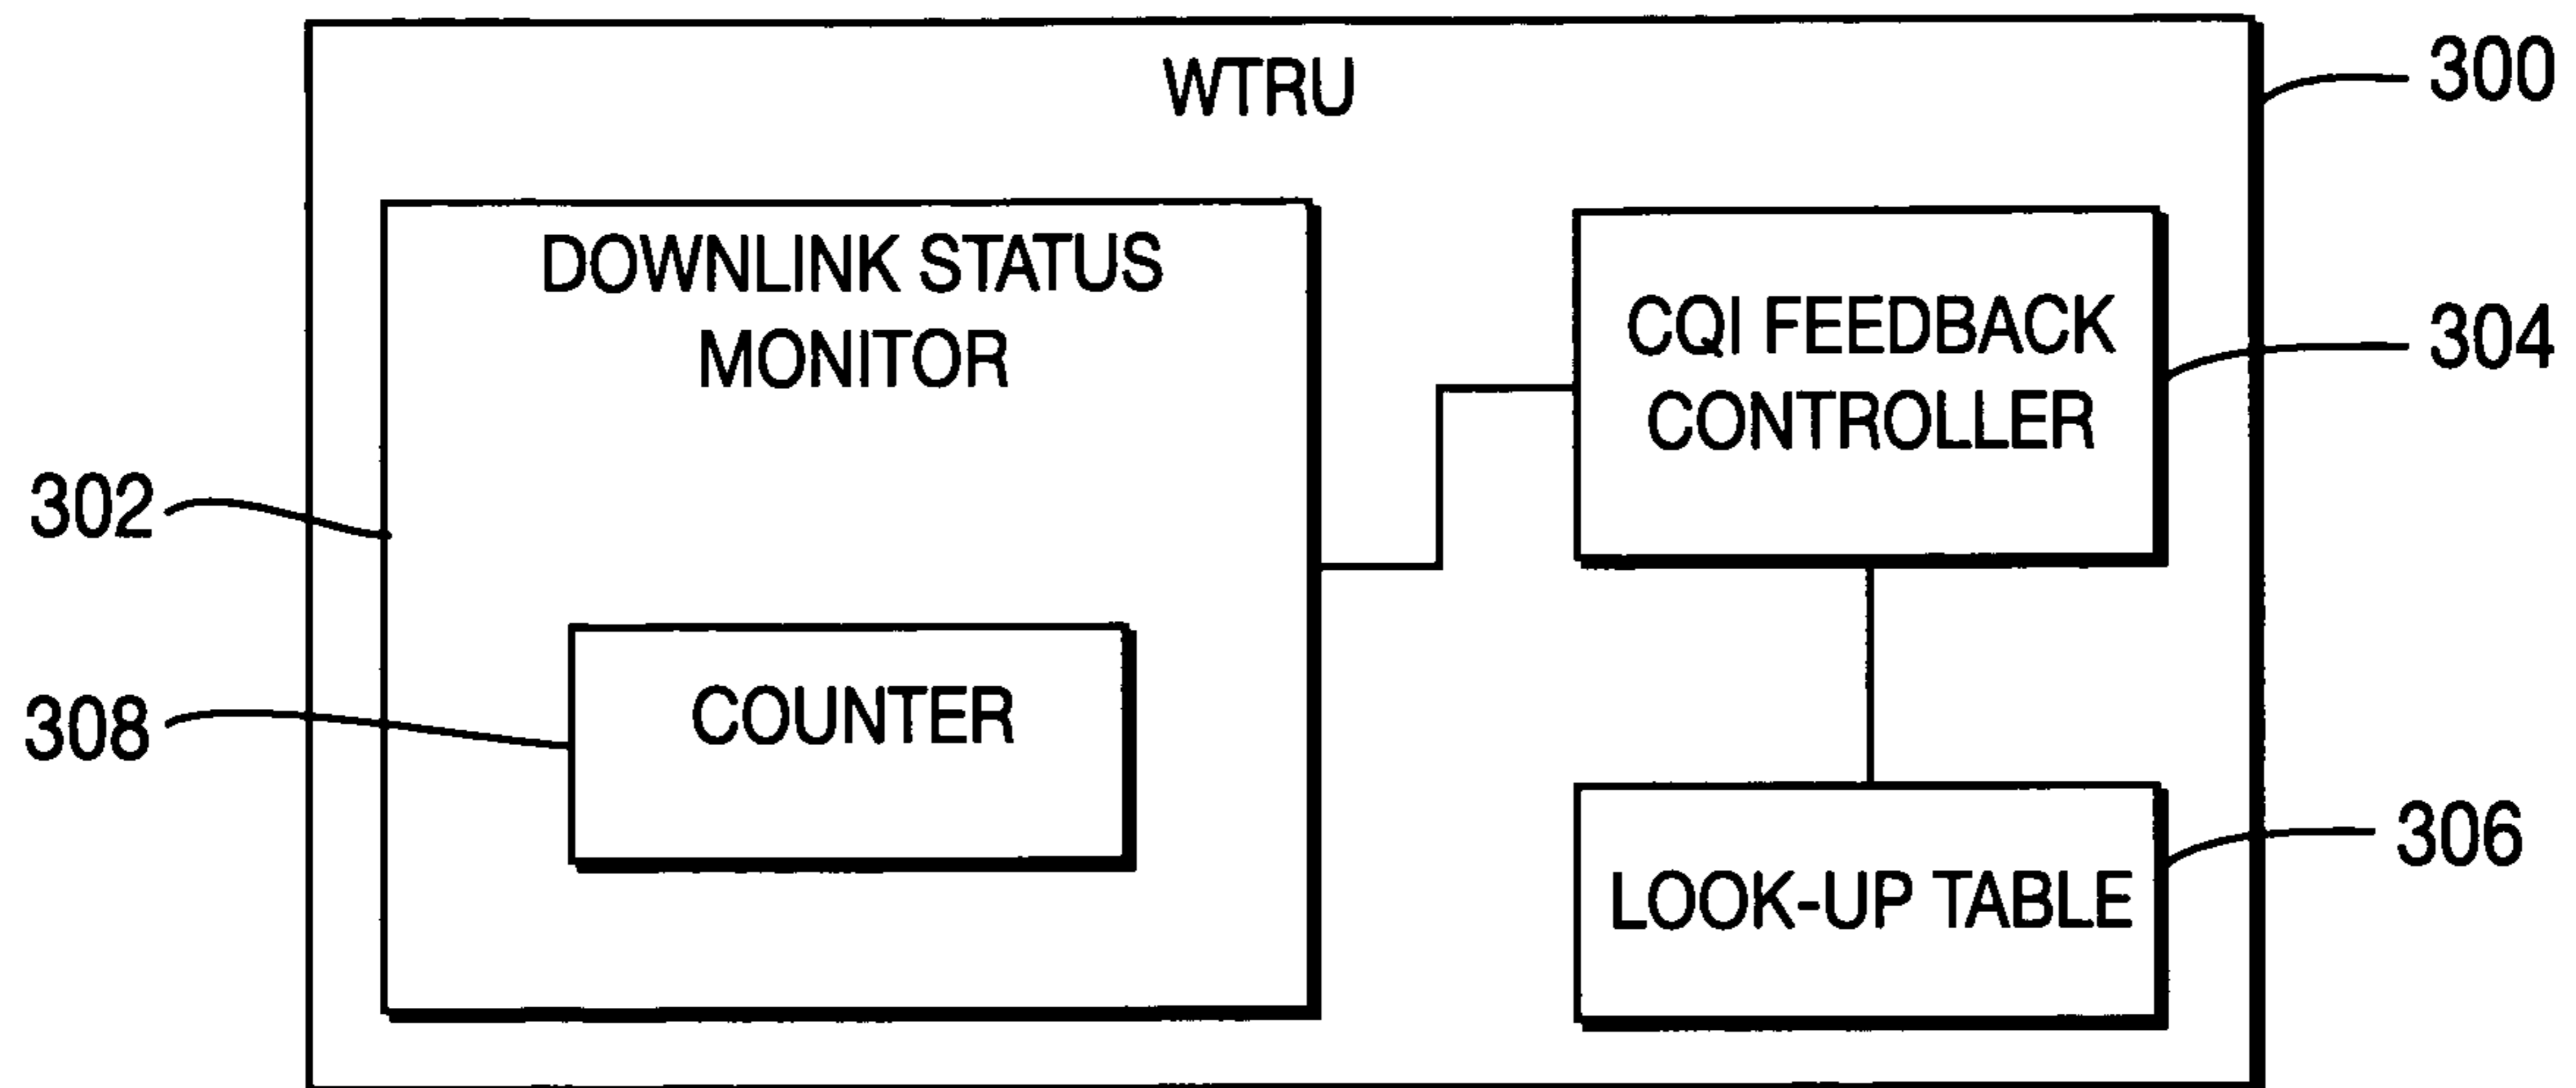 WTRU
300
DOWNLINK STATUS
MONITOR
CQI FEEDBACK
CONTROLLER
304
302
308
COUNTER
LOOK-UP TABLE
306